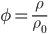 ϕ = ρ/ρ₀